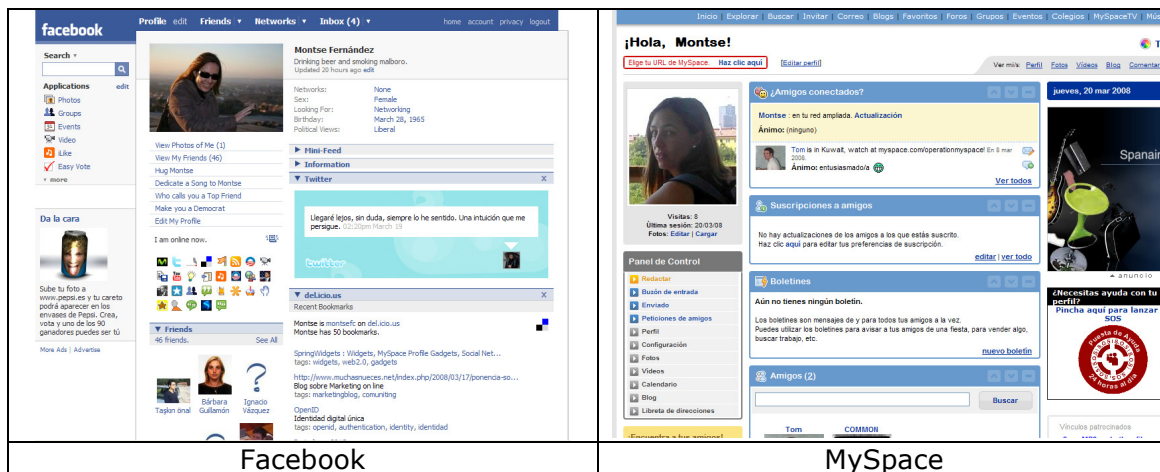 Profile edit Friends ▾ Networks ▾ Inbox (4) ▾ home account privacy logout
facebook
Search ▾
Applications edit
Photos
Groups
Events
Video
iLike
Easy Vote
▾ more
Da la cara
Sube tu foto a
www.pepsi.es y tu careto
podrá aparecer en los
envases de Pepsi. Crea,
vota y uno de los 90
ganadores puedes ser tú
More Ads | Advertise
View Photos of Me (1)
View My Friends (46)
Hug Montse
Dedicate a Song to Montse
Who calls you a Top Friend
Make you a Democrat
Edit My Profile
I am online now.
▼ Friends
46 friends. See All
Taşkın önal
Bárbara Guillamón
Ignacio Vázquez
Montse Fernández
Drinking beer and smoking malboro.
Updated 20 hours ago edit
Networks: None
Sex: Female
Looking For: Networking
Birthday: March 28, 1965
Political Views: Liberal
▶ Mini-Feed
▶ Information
▼ Twitter X
Llegaré lejos, sin duda, siempre lo he sentido. Una intuición que me
persigue. 02:20pm March 19
twitter
▼ del.icio.us X
Recent Bookmarks
Montse is montsefc on del.icio.us
Montse has 50 bookmarks.
SpringWidgets : Widgets, MySpace Profile Gadgets, Social Net...
tags: widgets, web2.0, gadgets
http://www.muchasnueces.net/index.php/2008/03/17/ponencia-so...
Blog sobre Marketing on line
tags: marketingblog, comuniting
OpenID
Identidad digital única
tags: openid, authentication, identity, identidad
Facebook
Inicio | Explorar | Buscar | Invitar | Correo | Blogs | Favoritos | Foros | Grupos | Eventos | Colegios | MySpaceTV | Mús
¡Hola, Montse!
Elige tu URL de MySpace. Haz clic aquí [Editar perfil]
Ver mi/s: Perfil Fotos Vídeos Blog Comentar
Visitas: 8
Última sesión: 20/03/08
Fotos: Editar | Cargar
Panel de Control
Redactar
Buzón de entrada
Enviado
Peticiones de amigos
Perfil
Configuración
Fotos
Videos
Calendario
Blog
Libreta de direcciones
¡Encuentra a tus amigos!
¿Amigos conectados?
Montse : en tu red ampliada. Actualización
Ánimo: (ninguno)
Tom is in Kuwait, watch at myspace.com/operationmyspace! En 8 mar
2008.
Ánimo: entusiasmado/a
Ver todos
Suscripciones a amigos
No hay actualizaciones de los amigos a los que estás suscrito.
Haz clic aquí para editar tus preferencias de suscripción.
editar | ver todo
Boletines
Aún no tienes ningún boletin.
Los boletines son mensajes de y para todos tus amigos a la vez.
Puedes utilizar los boletines para avisar a tus amigos de una fiesta, para vender algo,
buscar trabajo, etc.
nuevo boletín
Amigos (2)
Buscar
Tom COMMON
jueves, 20 mar 2008
Spanair
anuncio
¿Necesitas ayuda con tu
perfil?
Pincha aquí para lanzar
SOS
Puesta de Ayuda
24 horas al día
Vínculos patrocinados
MySpace